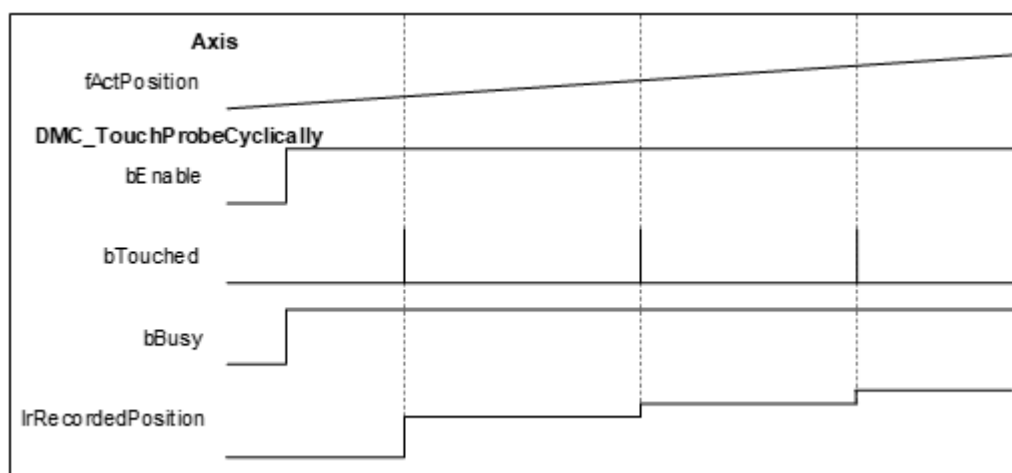 Axis
fActPosition
DMC_TouchProbeCyclically
bEnable
bTouched
bBusy
lrRecordedPosition